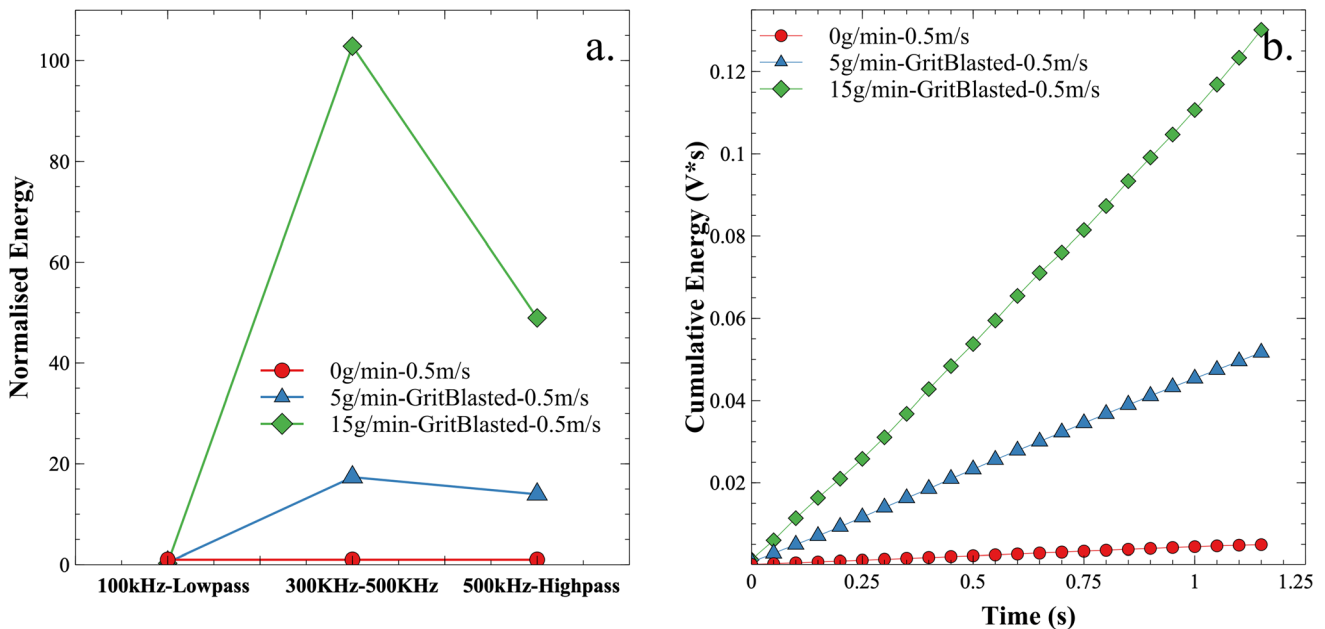 a.
100
80
60
40
20
0
Normalised Energy
0g/min-0.5m/s
5g/min-GritBlasted-0.5m/s
15g/min-GritBlasted-0.5m/s
100kHz-Lowpass
300KHz-500KHz
500kHz-Highpass
b.
0g/min-0.5m/s
5g/min-GritBlasted-0.5m/s
15g/min-GritBlasted-0.5m/s
0.12
0.1
0.08
0.06
0.04
0.02
Cumulative Energy (V*s)
0
0.25
0.5
0.75
1
1.25
Time (s)